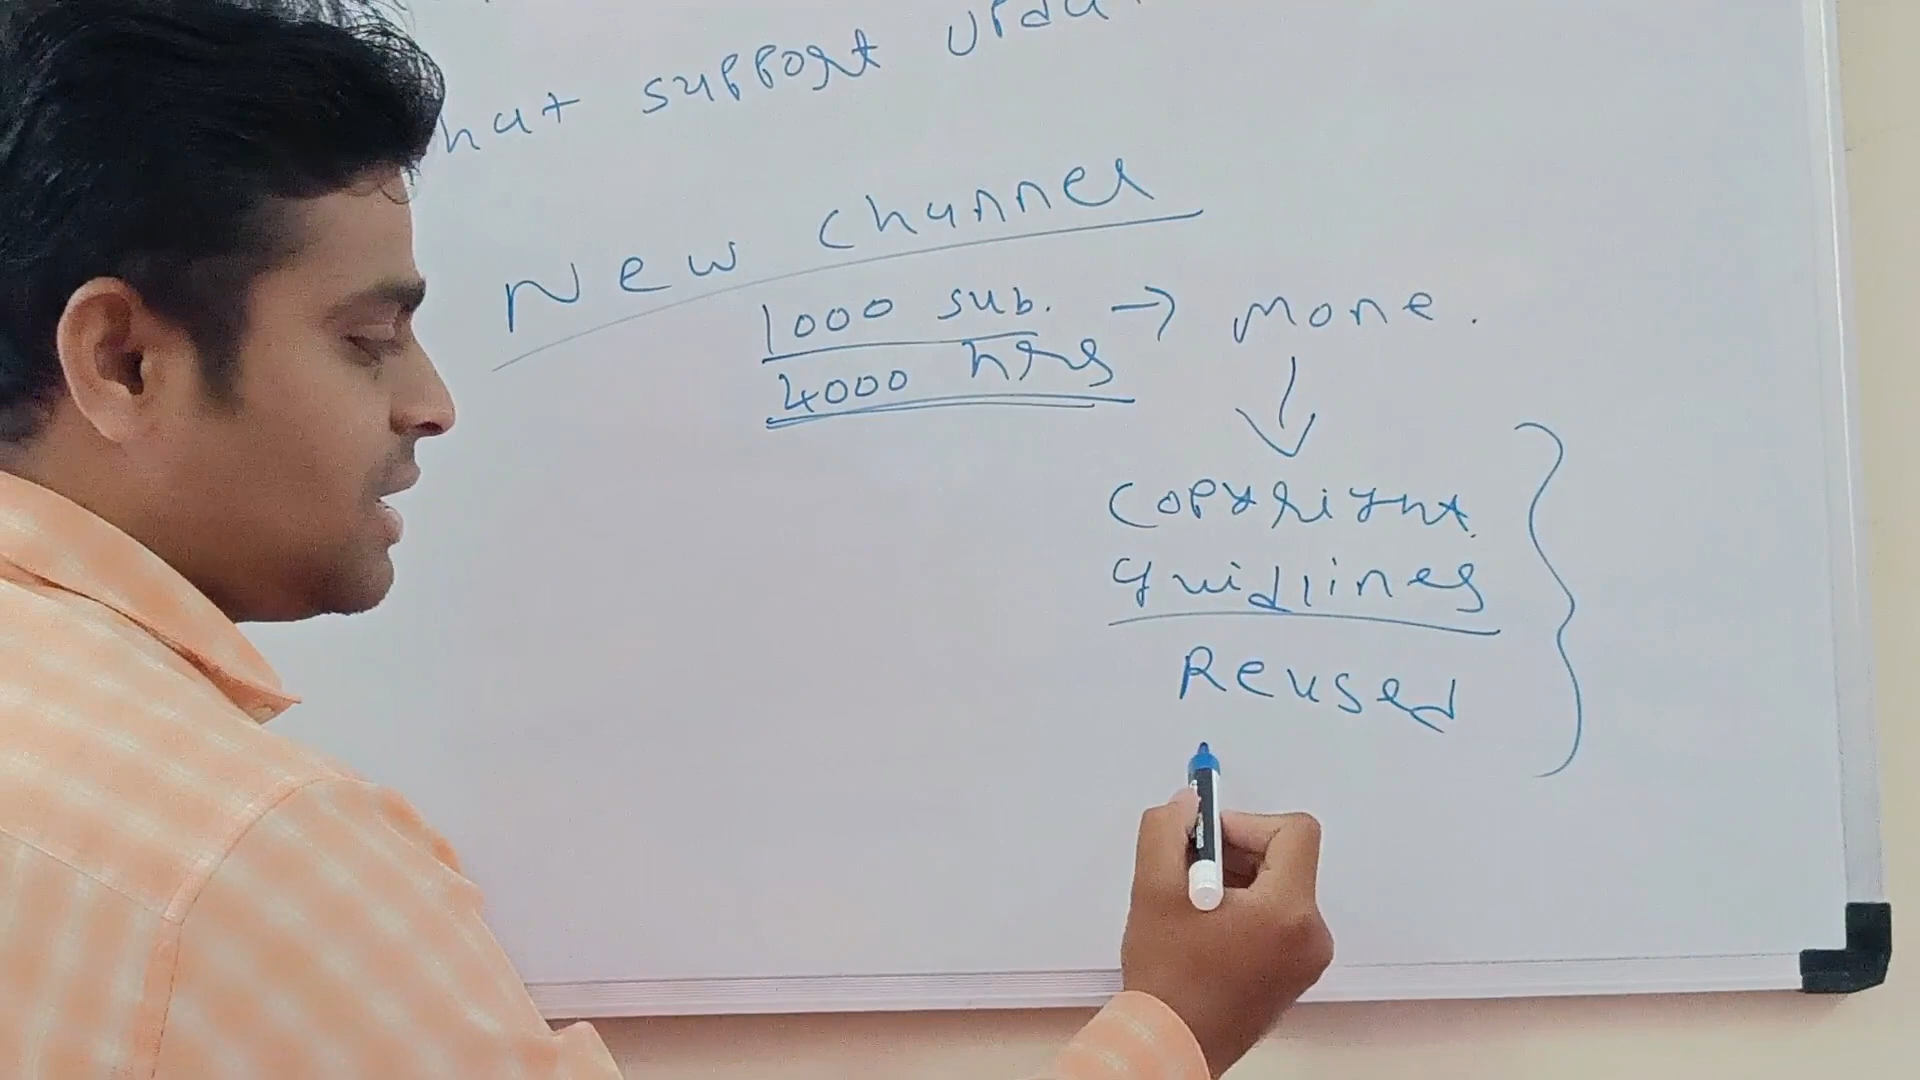 hat support Upda
New Channel
1000 sub. → Mone.
4000 hrs
Copyright
guidlines
Reused